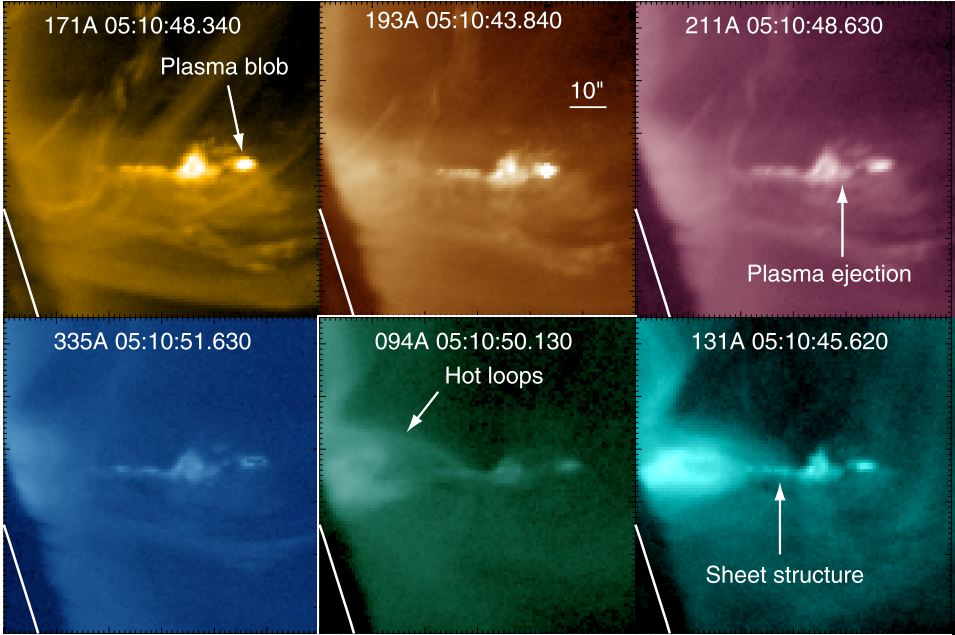 171A 05:10:48.340
Plasma blob
193A 05:10:43.840
10"
211A 05:10:48.630
Plasma ejection
335A 05:10:51.630
094A 05:10:50.130
Hot loops
131A 05:10:45.620
Sheet structure